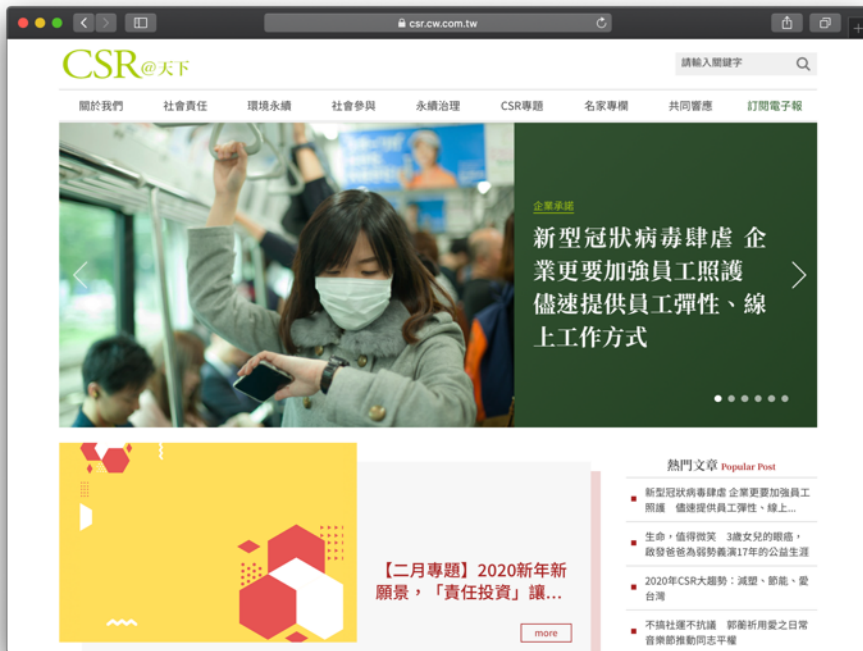 csr.cw.com.tw
CSR@天下
請輸入關鍵字
關於我們 社會責任 環境永續 社會參與 永續治理 CSR專題 名家專欄 共同響應 訂閱電子報
企業承諾
新型冠狀病毒肆虐 企
業更要加強員工照護
儘速提供員工彈性、線
上工作方式
【二月專題】2020新年新
願景，「責任投資」讓...
more
熱門文章 Popular Post
新型冠狀病毒肆虐 企業更要加強員工
照護 儘速提供員工彈性、線上...
生命，值得微笑 3歲女兒的眼癌，
啟發爸爸為弱勢義演17年的公益生涯
2020年CSR大趨勢：減塑、節能、愛
台灣
不搞社運不抗議 郭蘅祈用愛之日常
音樂節推動同志平權